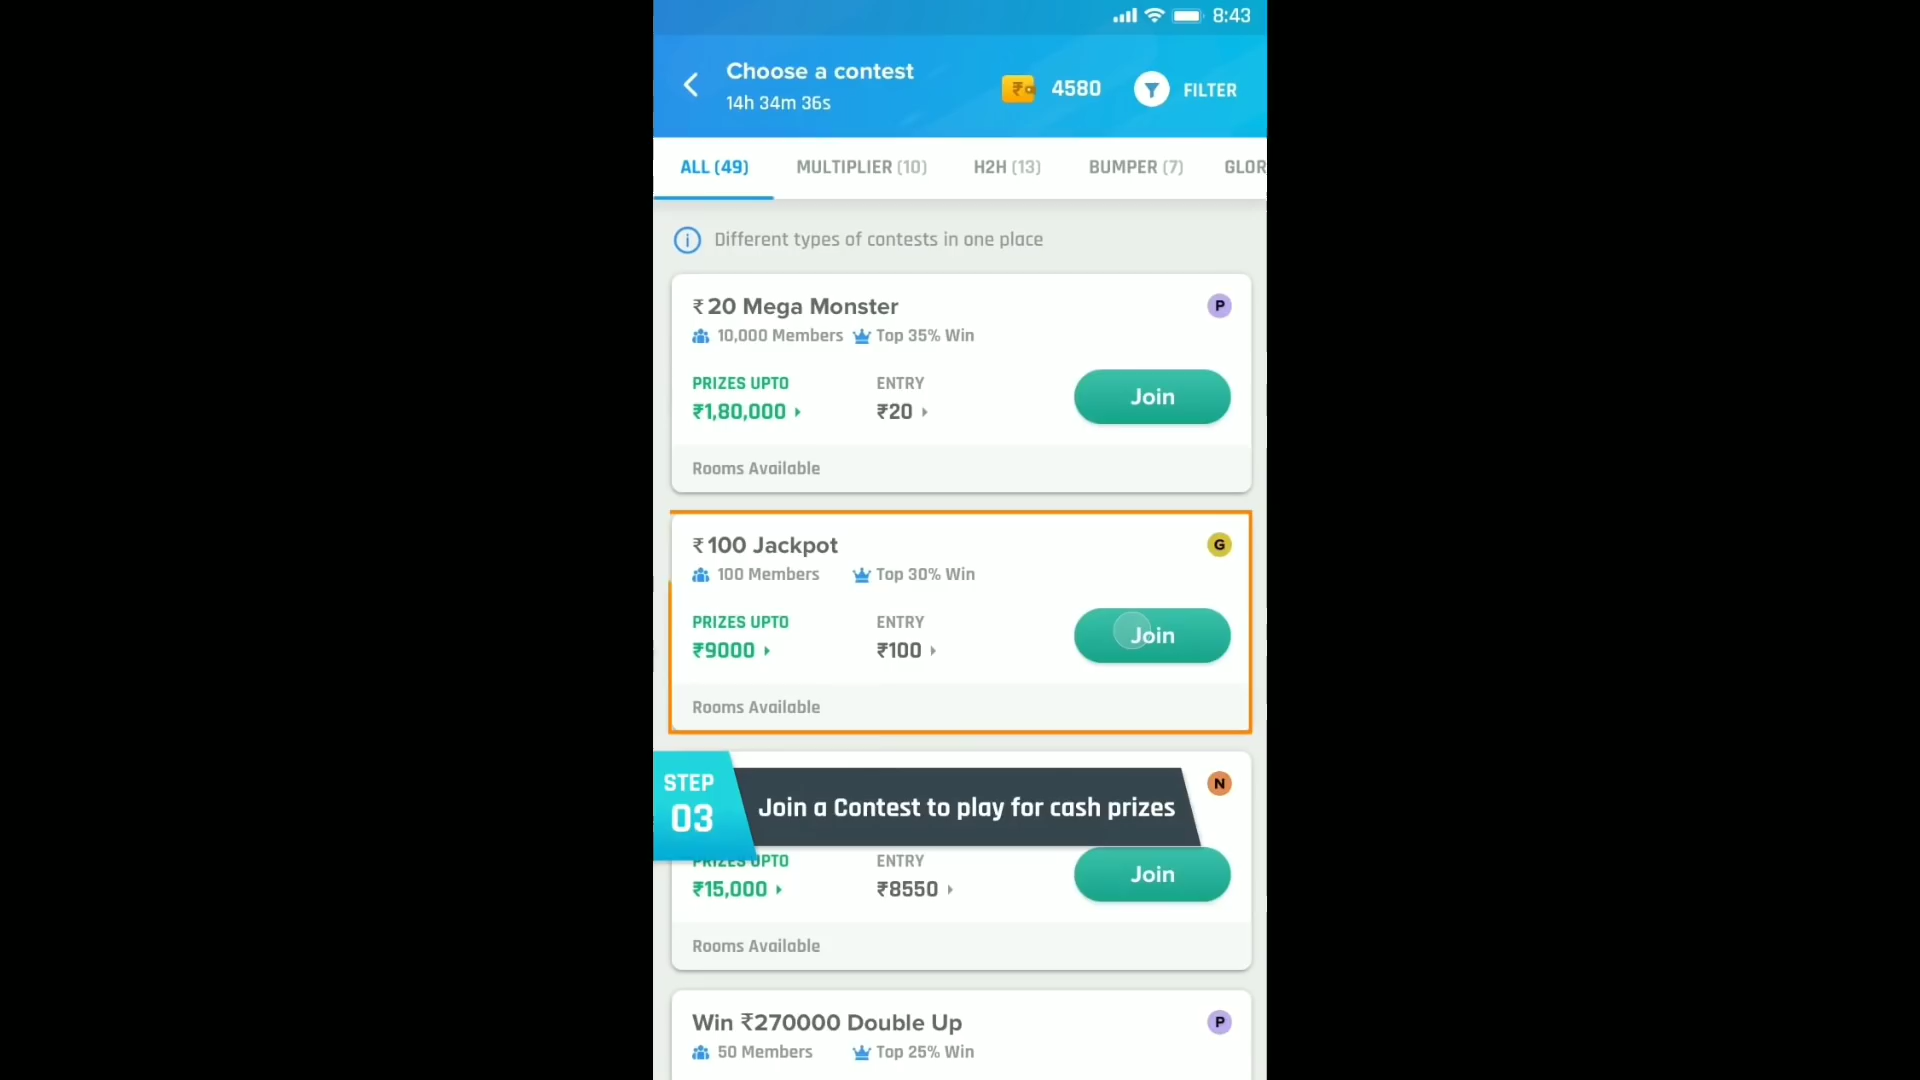 8:43
Choose a contest
14h 34m 36s
₹ 4580
FILTER
ALL (49) MULTIPLIER (10) H2H (13) BUMPER (7) GLOR
i Different types of contests in one place
₹20 Mega Monster P
10,000 Members Top 35% Win
PRIZES UPTO ENTRY
₹1,80,000 ₹20
Join
Rooms Available
₹100 Jackpot G
100 Members Top 30% Win
PRIZES UPTO ENTRY
₹9000 ₹100
Join
Rooms Available
N
STEP
03
Join a Contest to play for cash prizes
PRIZES UPTO ENTRY
₹15,000 ₹8550
Join
Rooms Available
Win ₹270000 Double Up P
50 Members Top 25% Win